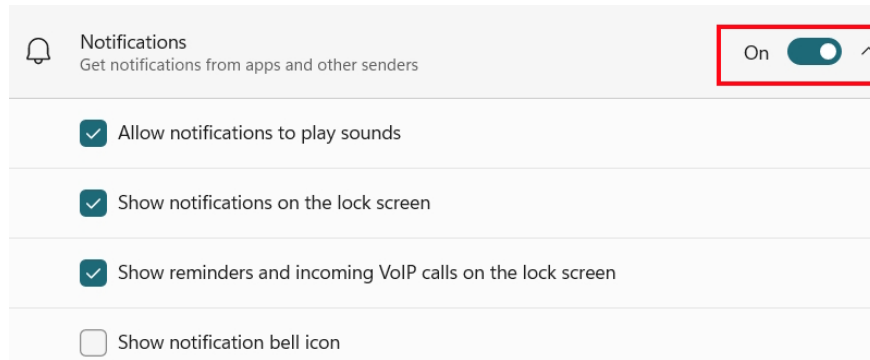 Notifications
Get notifications from apps and other senders
On
Allow notifications to play sounds
Show notifications on the lock screen
Show reminders and incoming VoIP calls on the lock screen
Show notification bell icon